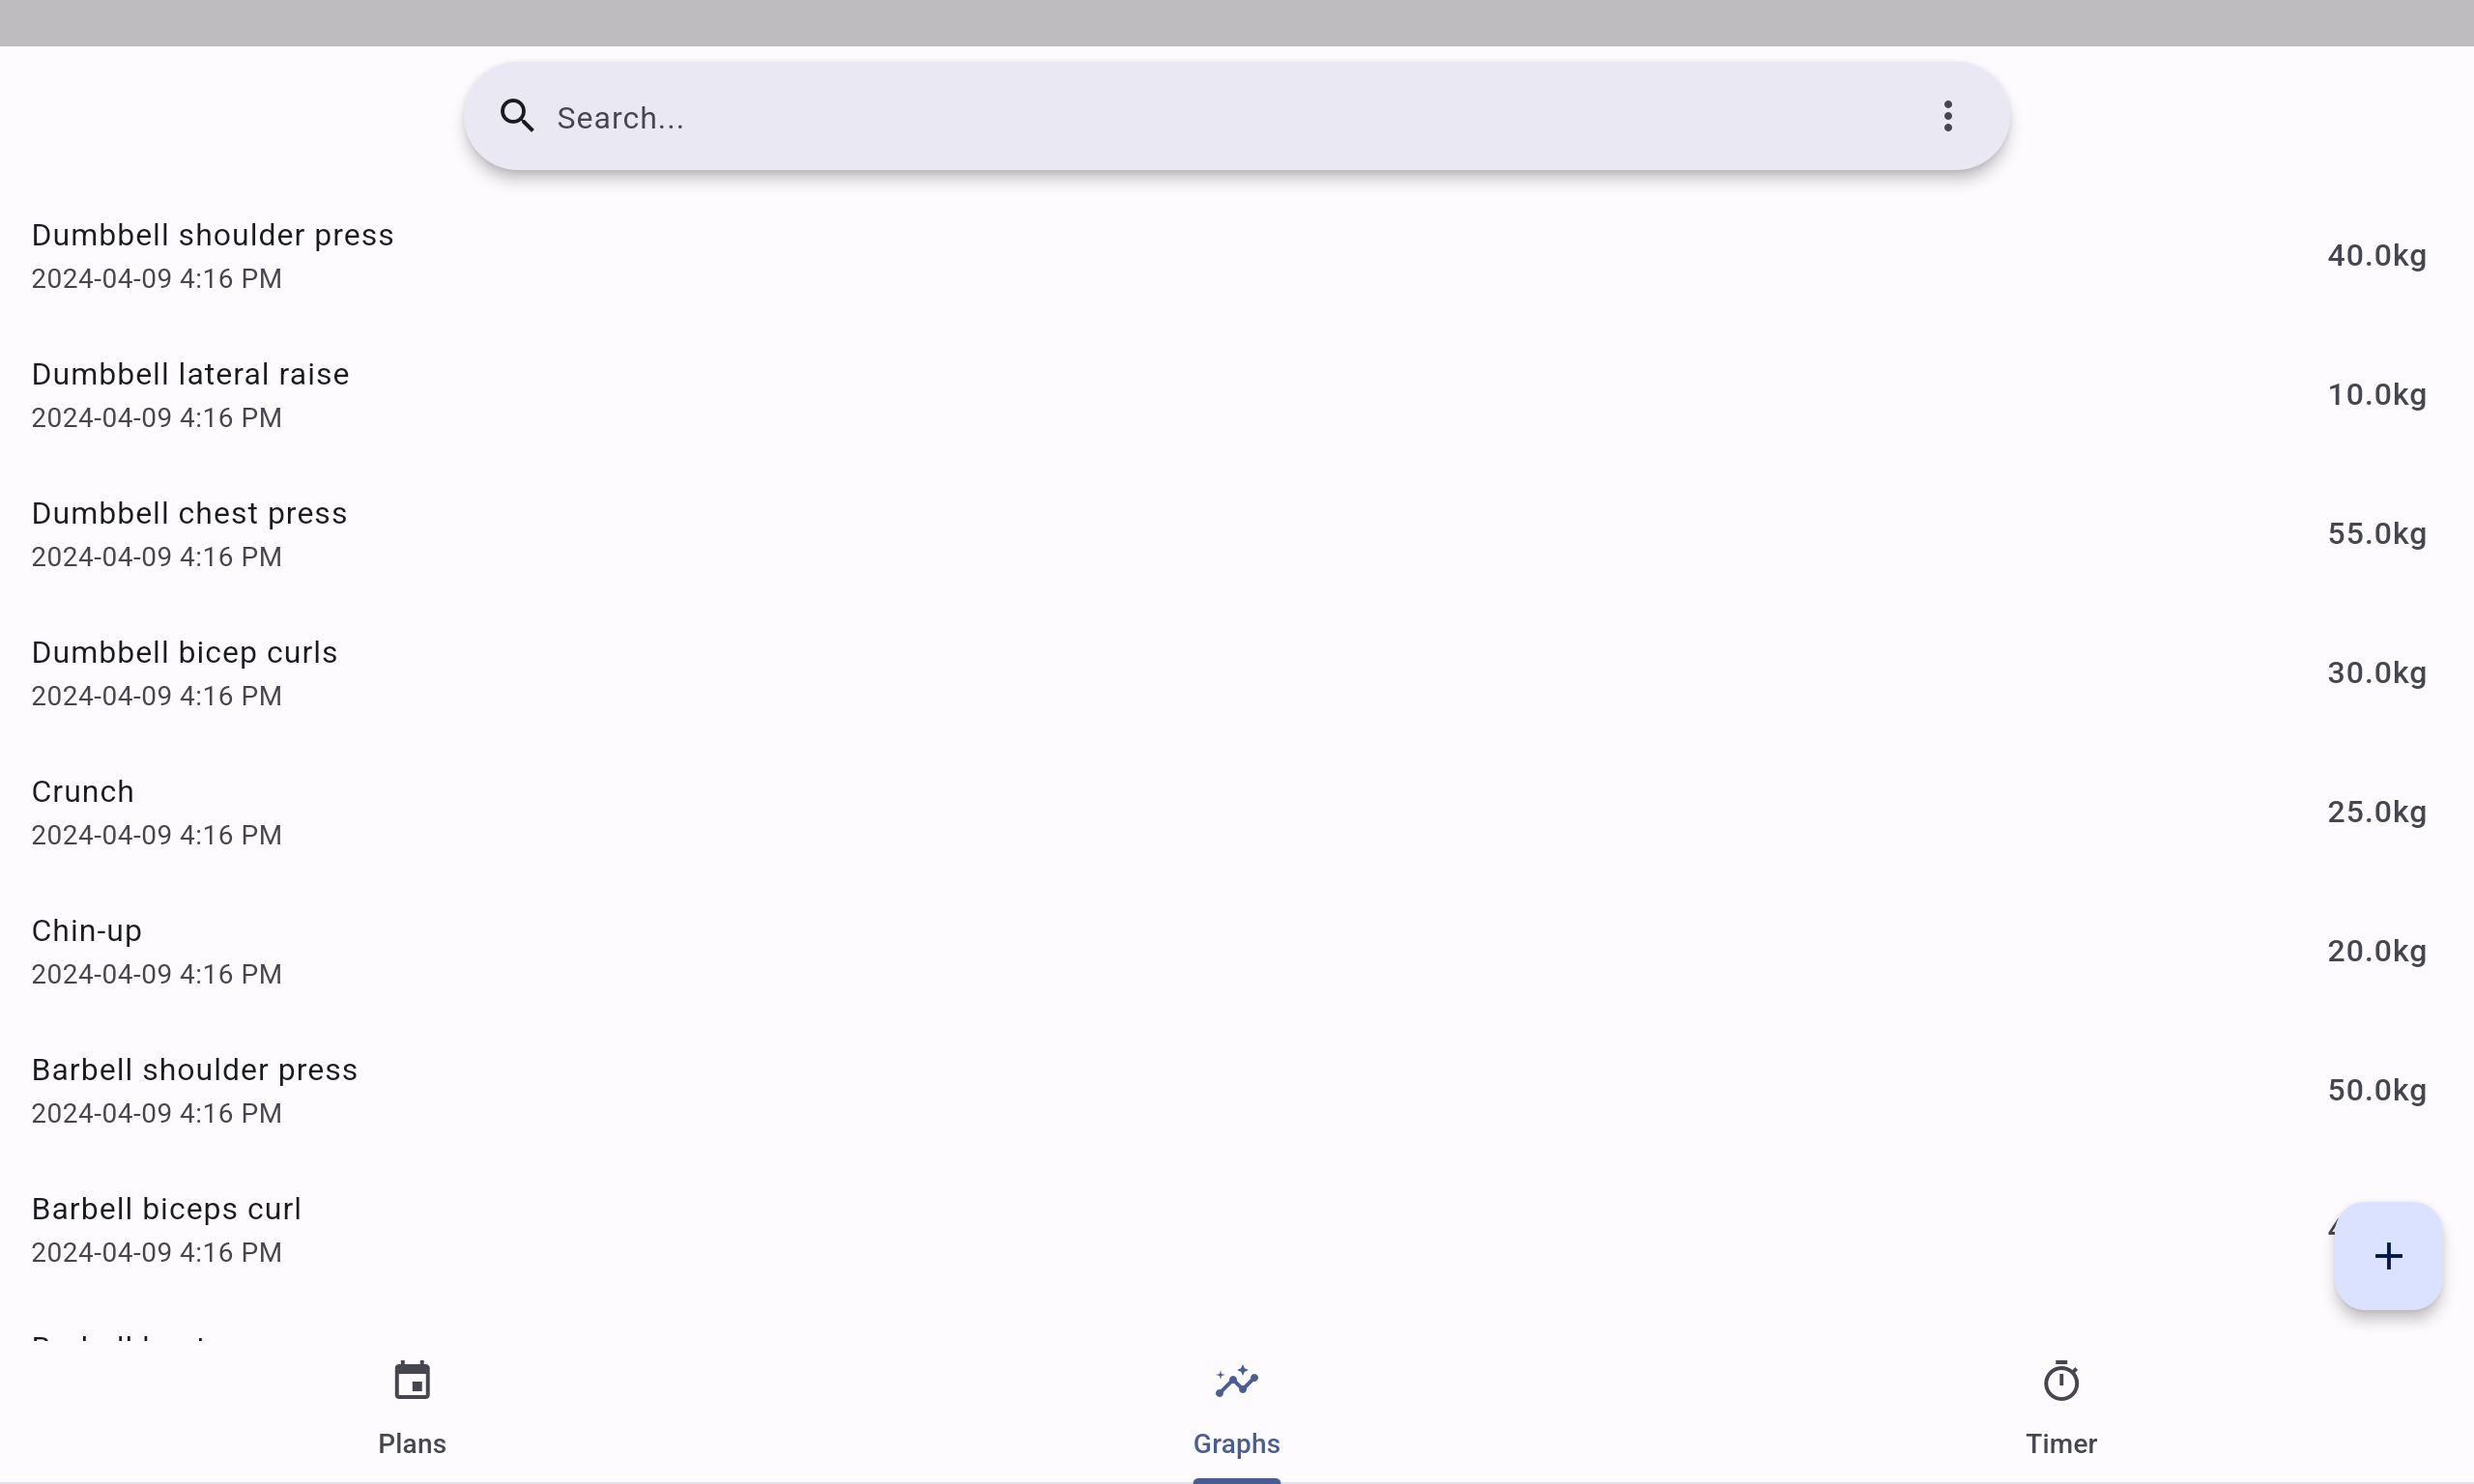 Search...
Dumbbell shoulder press
2024-04-09 4:16 PM
40.0kg
Dumbbell lateral raise
2024-04-09 4:16 PM
10.0kg
Dumbbell chest press
2024-04-09 4:16 PM
55.0kg
Dumbbell bicep curls
2024-04-09 4:16 PM
30.0kg
Crunch
2024-04-09 4:16 PM
25.0kg
Chin-up
2024-04-09 4:16 PM
20.0kg
Barbell shoulder press
2024-04-09 4:16 PM
50.0kg
Barbell biceps curl
2024-04-09 4:16 PM
Plans
Graphs
Timer